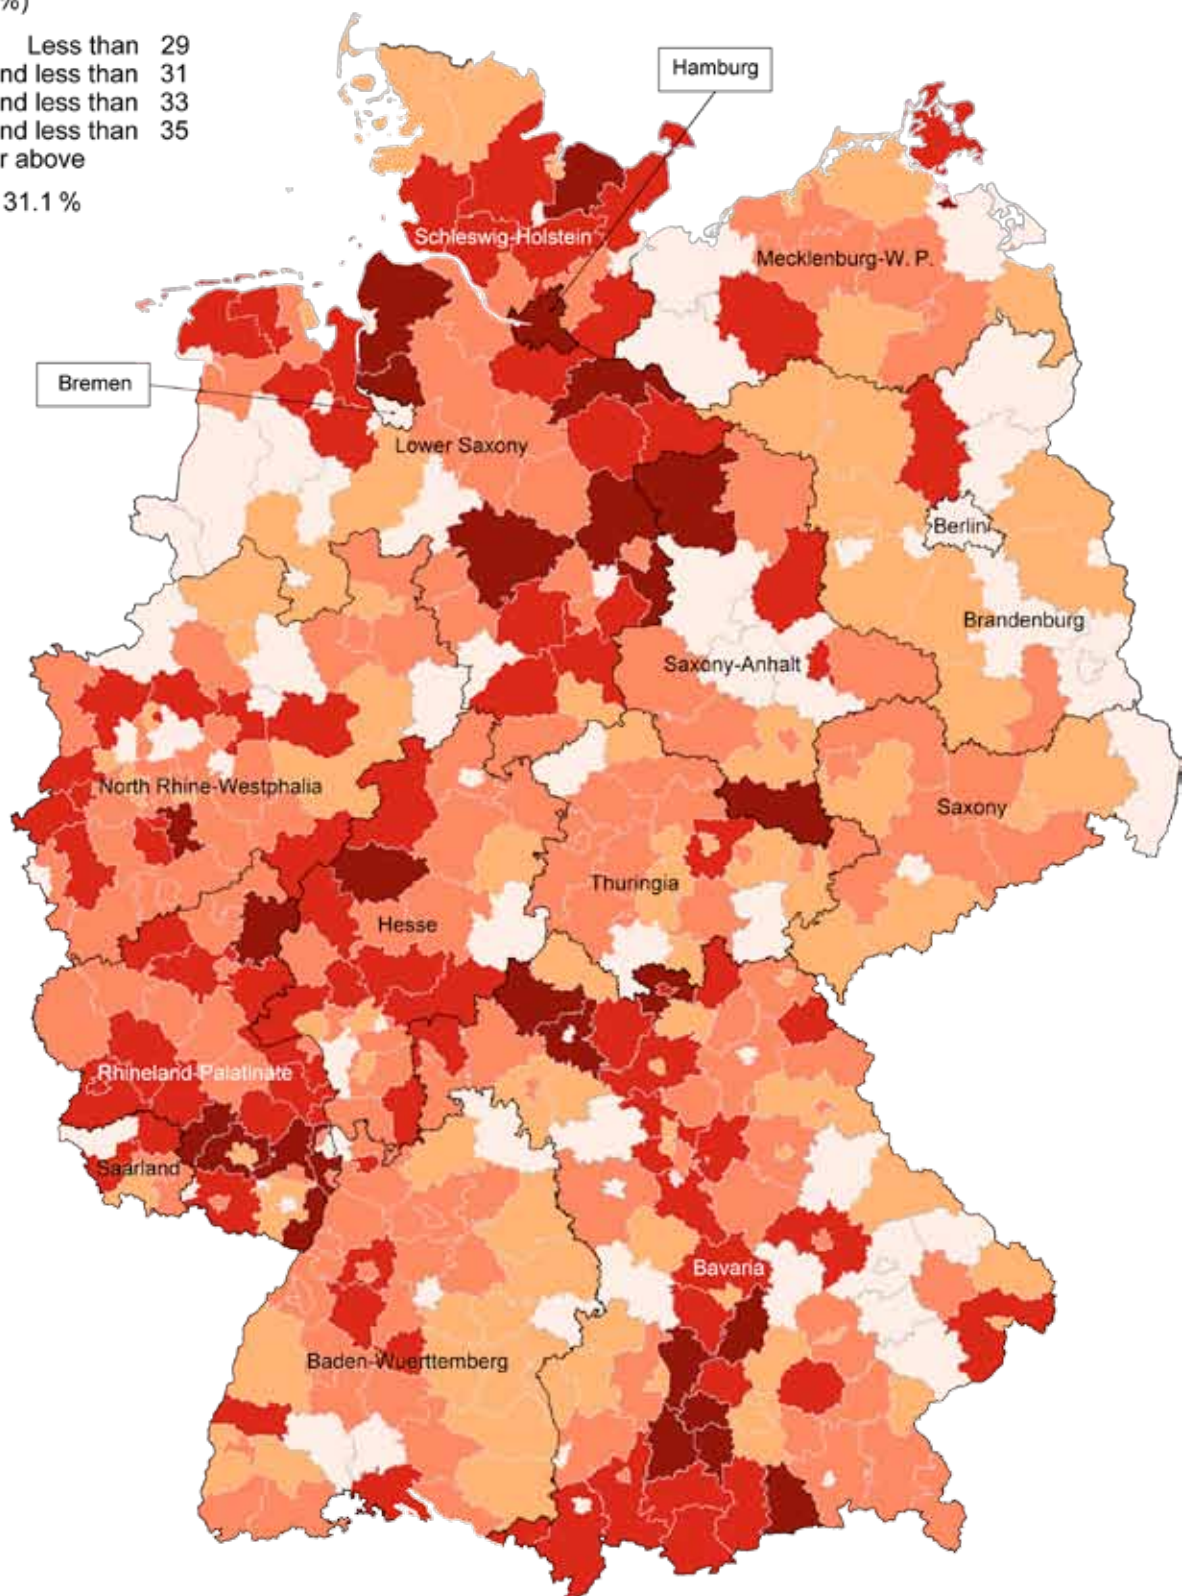 %)
Less than 29
nd less than 31
nd less than 33
nd less than 35
r above
31.1 %
Hamburg
Schleswig-Holstein
Mecklenburg-W. P.
Bremen
Lower Saxony
Berlin
Brandenburg
Saxony-Anhalt
North Rhine-Westphalia
Saxony
Thuringia
Hesse
Rhineland-Palatinate
Saarland
Bavaria
Baden-Wuerttemberg